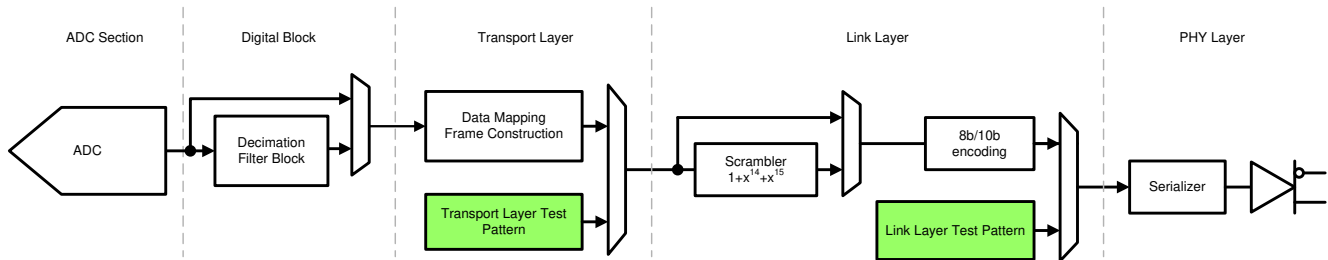 ADC Section
Digital Block
Transport Layer
Link Layer
PHY Layer
ADC
Decimation
Filter Block
Data Mapping
Frame Construction
Transport Layer Test
Pattern
Scrambler
1+x¹⁴+x¹⁵
8b/10b
encoding
Link Layer Test Pattern
Serializer